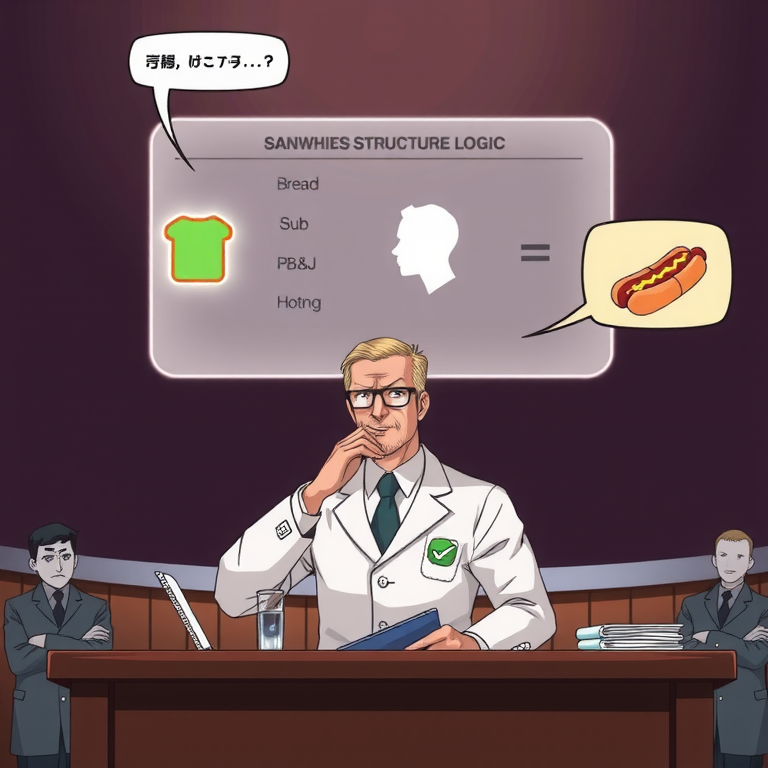 SANWHIES STRUCTURE LOGIC
Bread
Sub
PB&J
Hotng
=